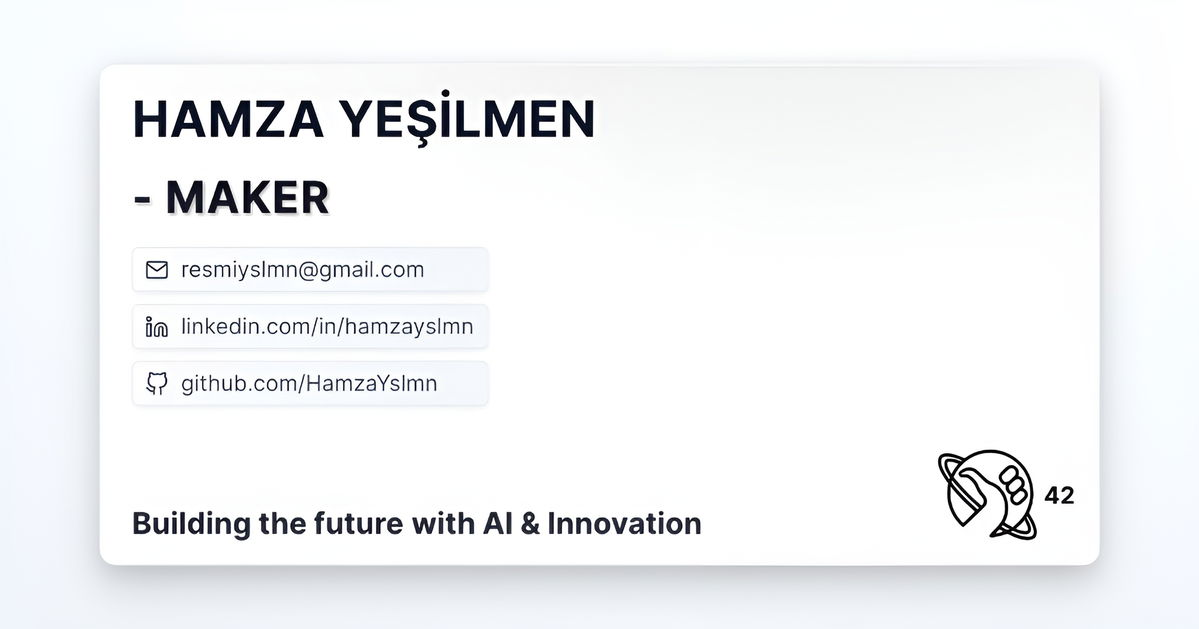 HAMZA YEŞİLMEN
- MAKER
resmiyslmn@gmail.com
linkedin.com/in/hamzayslmn
github.com/HamzaYslmn
Building the future with AI & Innovation
42